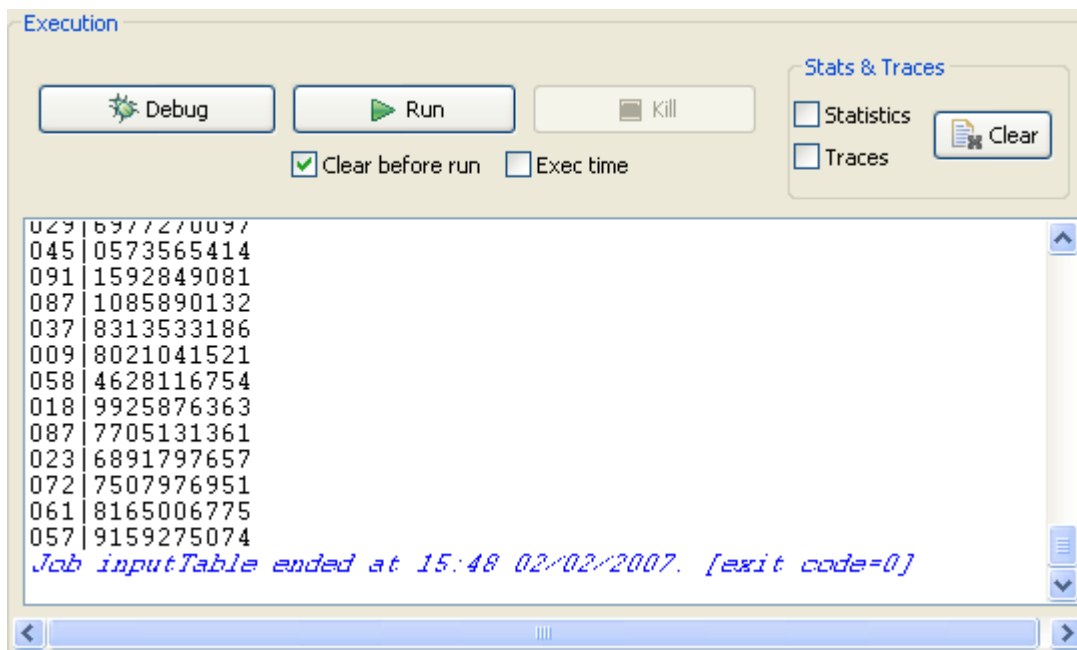 Execution
Stats & Traces
Debug
Run
Kill
Statistics
Clear
Clear before run
Exec time
Traces
029|6977270097
045|0573565414
091|1592849081
087|1085890132
037|8313533186
009|8021041521
058|4628116754
018|9925876363
087|7705131361
023|6891797657
072|7507976951
061|8165006775
057|9159275074
Job inputTable ended at 15:48 02/02/2007. [exit code=0]